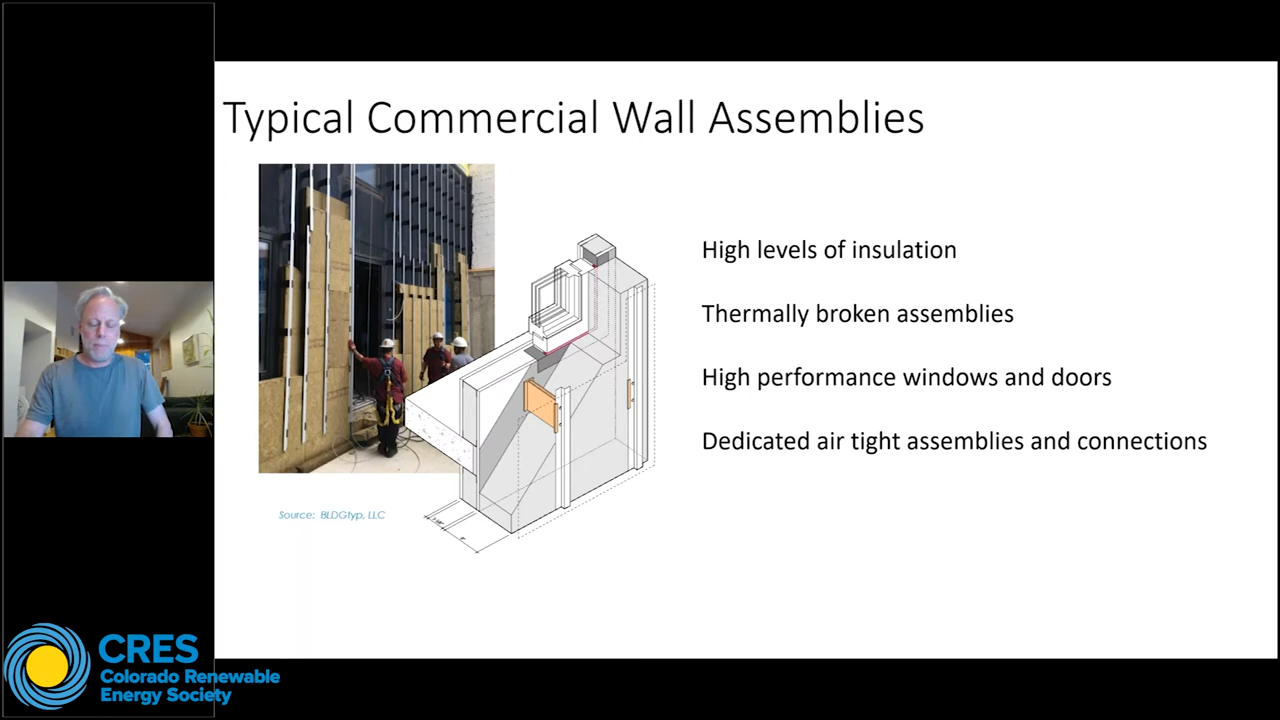 Typical Commercial Wall Assemblies
High levels of insulation
Thermally broken assemblies
High performance windows and doors
Dedicated air tight assemblies and connections
Source: BLDGtyp, LLC
CRES
Colorado Renewable
Energy Society